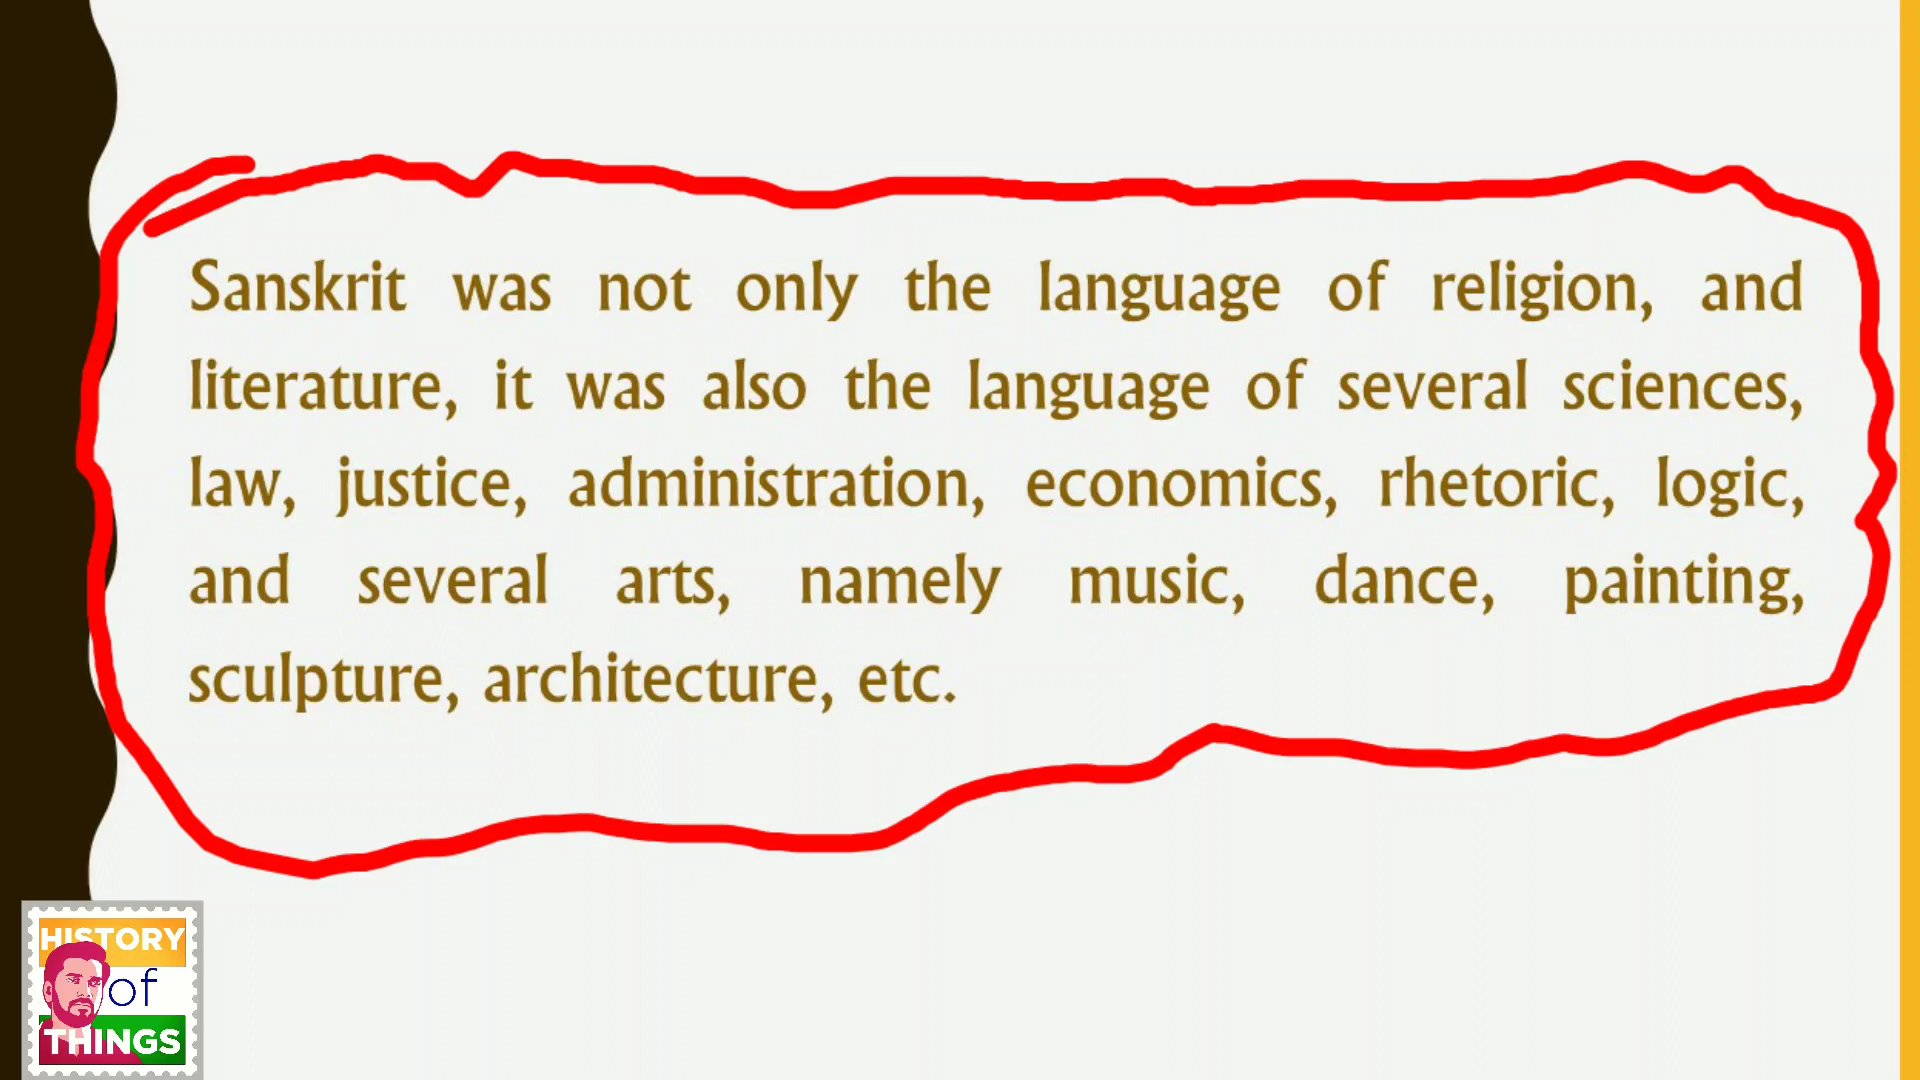 Sanskrit was not only the language of religion, and
literature, it was also the language of several sciences,
law, justice, administration, economics, rhetoric, logic,
and several arts, namely music, dance, painting,
sculpture, architecture, etc.
HISTORY
of
THINGS